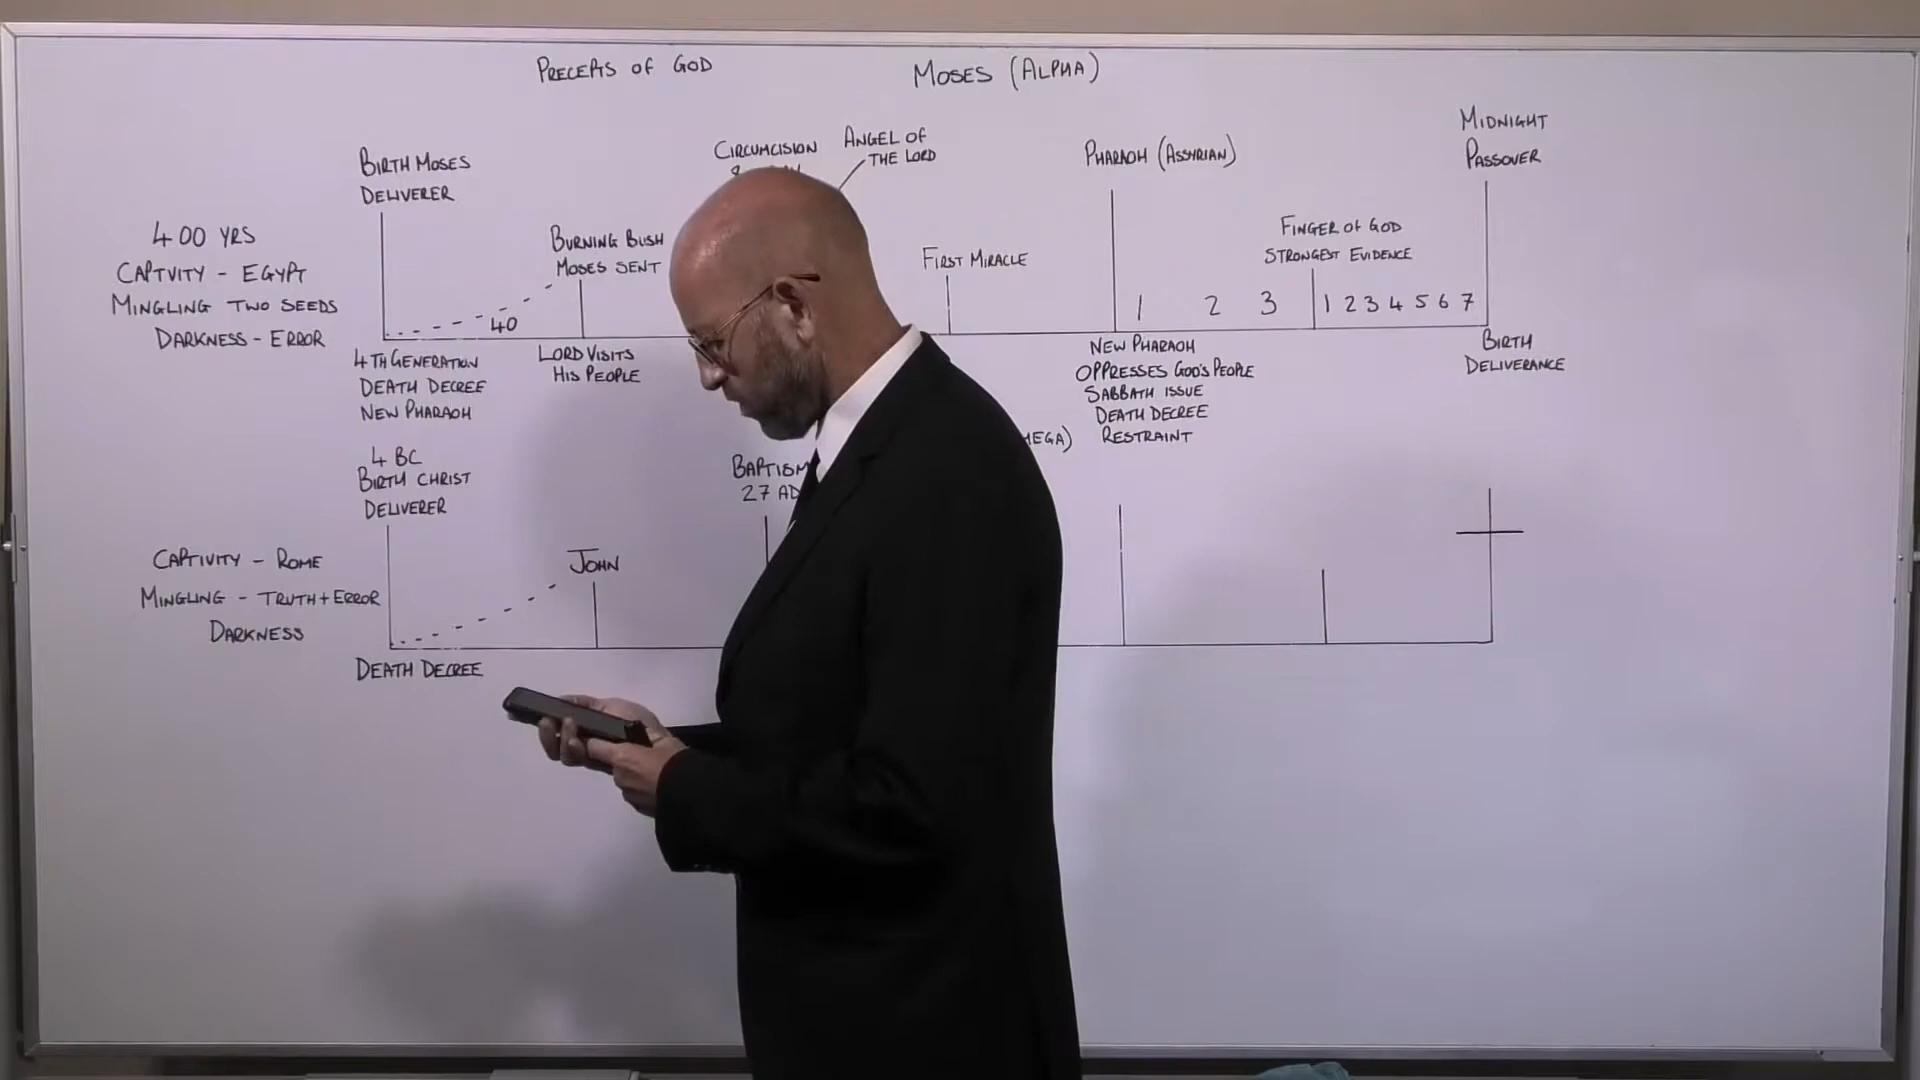 PRECEPTS OF GOD
MOSES (ALPHA)
BIRTH MOSES
DELIVERER
CIRCUMCISION
ANGEL OF
THE LORD
PHARAOH (ASSYRIAN)
MIDNIGHT
PASSOVER
400 YRS
CAPTVITY - EGYPT
MINGLING TWO SEEDS
DARKNESS - ERROR
40
BURNING BUSH
MOSES SENT
FIRST MIRACLE
FINGER OF GOD
STRONGEST EVIDENCE
1 2 3
1 2 3 4 5 6 7
4TH GENERATION
DEATH DECREE
NEW PHARAOH
LORD VISITS
HIS PEOPLE
NEW PHARAOH
OPPRESSES GOD'S PEOPLE
SABBATH ISSUE
DEATH DECREE
RESTRAINT
BIRTH
DELIVERANCE
4 BC
BIRTH CHRIST
DELIVERER
BAPTISM
27 AD
MEGA)
CAPTIVITY - ROME
MINGLING - TRUTH + ERROR
DARKNESS
JOHN
DEATH DECREE